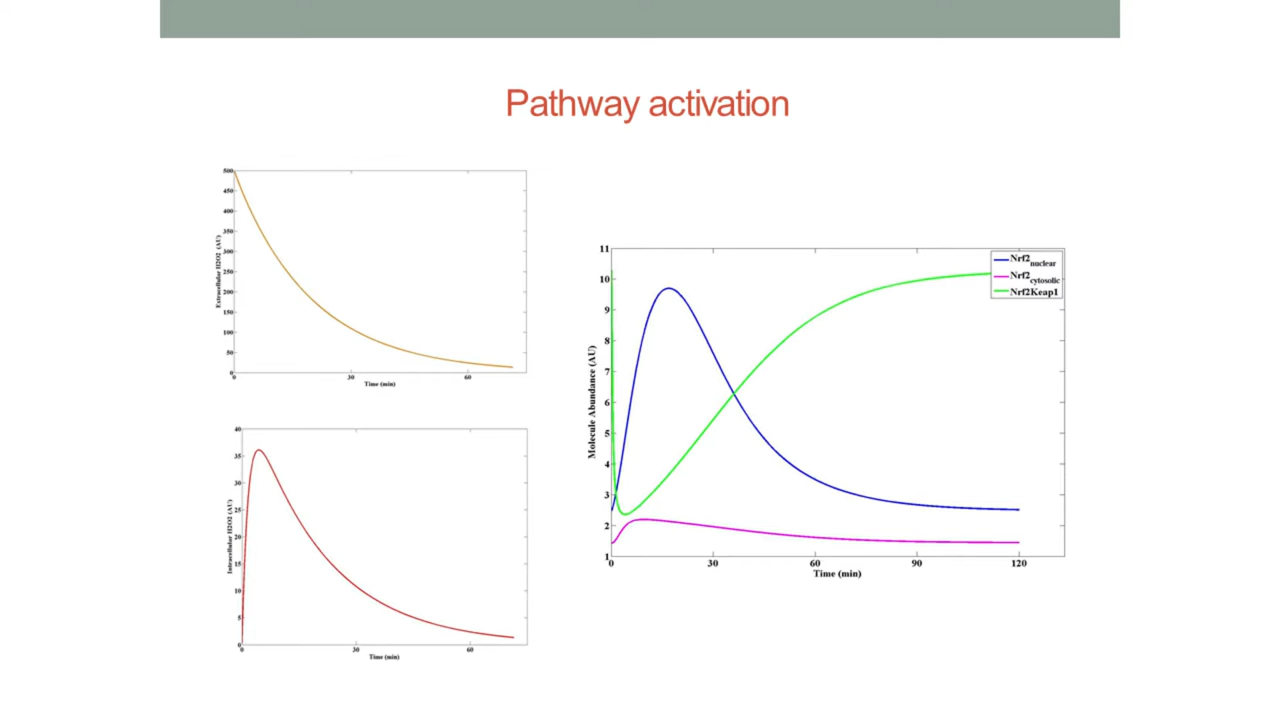 Pathway activation
500
450
400
350
300
250
200
150
100
50
0
Extracellular H2O2 (AU)
0 30 60
Time (min)
40
35
30
25
20
15
10
5
0
Intracellular H2O2 (AU)
0 30 60
Time (min)
11
10
9
8
7
6
5
4
3
2
1
Molecule Abundance (AU)
0 30 60 90 120
Time (min)
Nrf2nuclear
Nrf2cytosolic
Nrf2Keap1